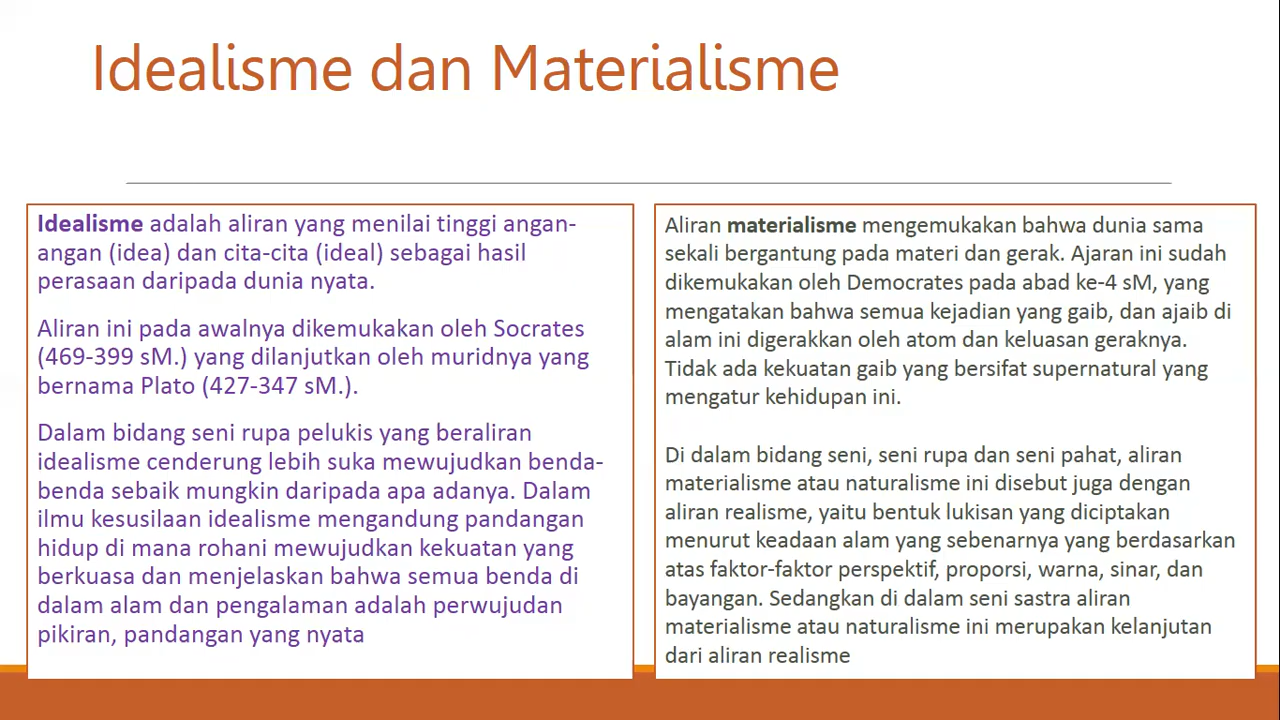 Idealisme dan Materialisme
Idealisme adalah aliran yang menilai tinggi angan-
angan (idea) dan cita-cita (ideal) sebagai hasil
perasaan daripada dunia nyata.
Aliran ini pada awalnya dikemukakan oleh Socrates
(469-399 sM.) yang dilanjutkan oleh muridnya yang
bernama Plato (427-347 sM.).
Dalam bidang seni rupa pelukis yang beraliran
idealisme cenderung lebih suka mewujudkan benda-
benda sebaik mungkin daripada apa adanya. Dalam
ilmu kesusilaan idealisme mengandung pandangan
hidup di mana rohani mewujudkan kekuatan yang
berkuasa dan menjelaskan bahwa semua benda di
dalam alam dan pengalaman adalah perwujudan
pikiran, pandangan yang nyata
Aliran materialisme mengemukakan bahwa dunia sama
sekali bergantung pada materi dan gerak. Ajaran ini sudah
dikemukakan oleh Democrates pada abad ke-4 sM, yang
mengatakan bahwa semua kejadian yang gaib, dan ajaib di
alam ini digerakkan oleh atom dan keluasan geraknya.
Tidak ada kekuatan gaib yang bersifat supernatural yang
mengatur kehidupan ini.
Di dalam bidang seni, seni rupa dan seni pahat, aliran
materialisme atau naturalisme ini disebut juga dengan
aliran realisme, yaitu bentuk lukisan yang diciptakan
menurut keadaan alam yang sebenarnya yang berdasarkan
atas faktor-faktor perspektif, proporsi, warna, sinar, dan
bayangan. Sedangkan di dalam seni sastra aliran
materialisme atau naturalisme ini merupakan kelanjutan
dari aliran realisme